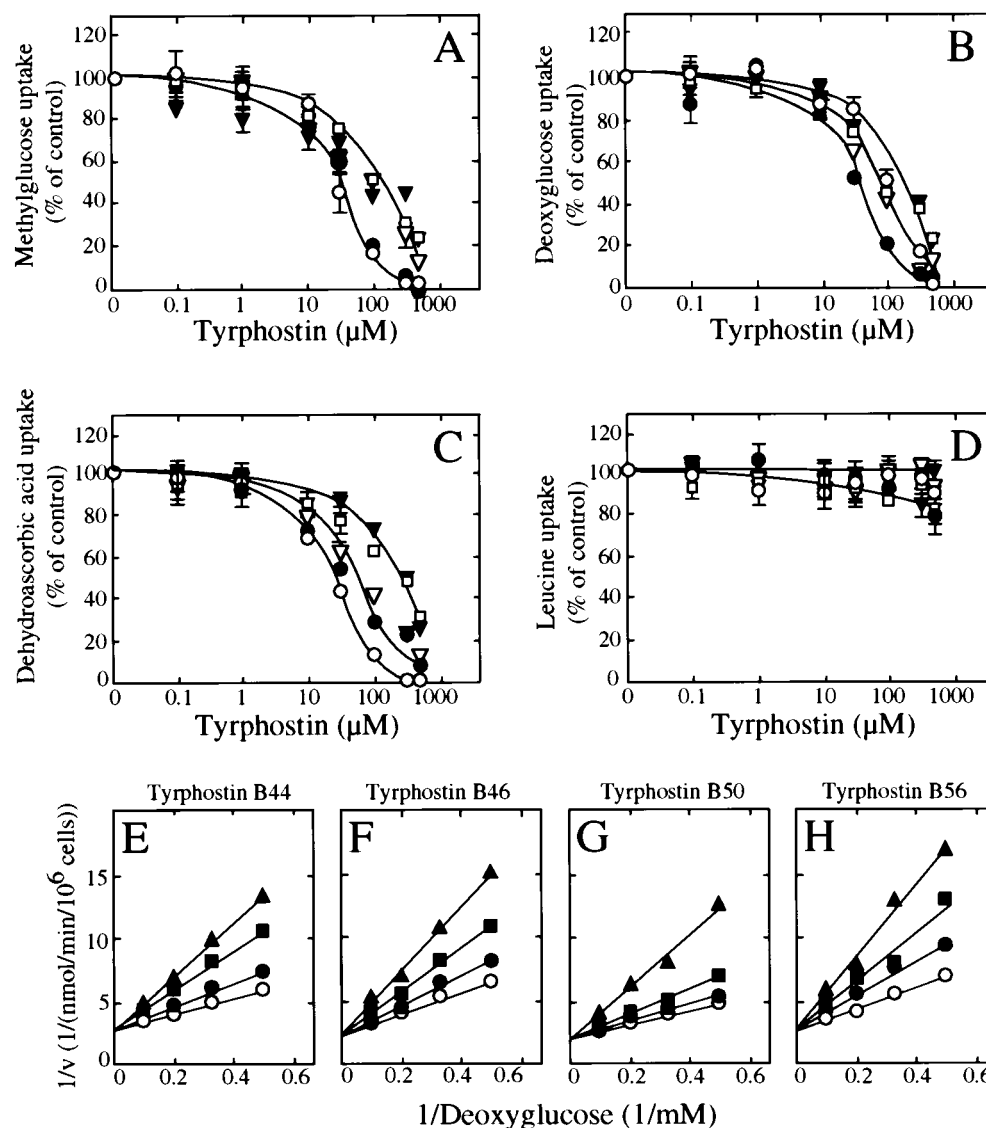 A
Methylglucose uptake
(% of control)
120
100
80
60
40
20
0
0 0.1 1 10 100 1000
Tyrphostin (µM)
B
Deoxyglucose uptake
(% of control)
120
100
80
60
40
20
0
0 0.1 1 10 100 1000
Tyrphostin (µM)
C
Dehydroascorbic acid uptake
(% of control)
120
100
80
60
40
20
0
0 0.1 1 10 100 1000
Tyrphostin (µM)
D
Leucine uptake
(% of control)
120
100
80
60
40
20
0
0 0.1 1 10 100 1000
Tyrphostin (µM)
Tyrphostin B44 Tyrphostin B46 Tyrphostin B50 Tyrphostin B56
E F G H
1/v (1/(nmol/min/10⁶ cells))
15
10
5
0
0 0.2 0.4 0.6 0 0.2 0.4 0.6 0 0.2 0.4 0.6 0 0.2 0.4 0.6
1/Deoxyglucose (1/mM)